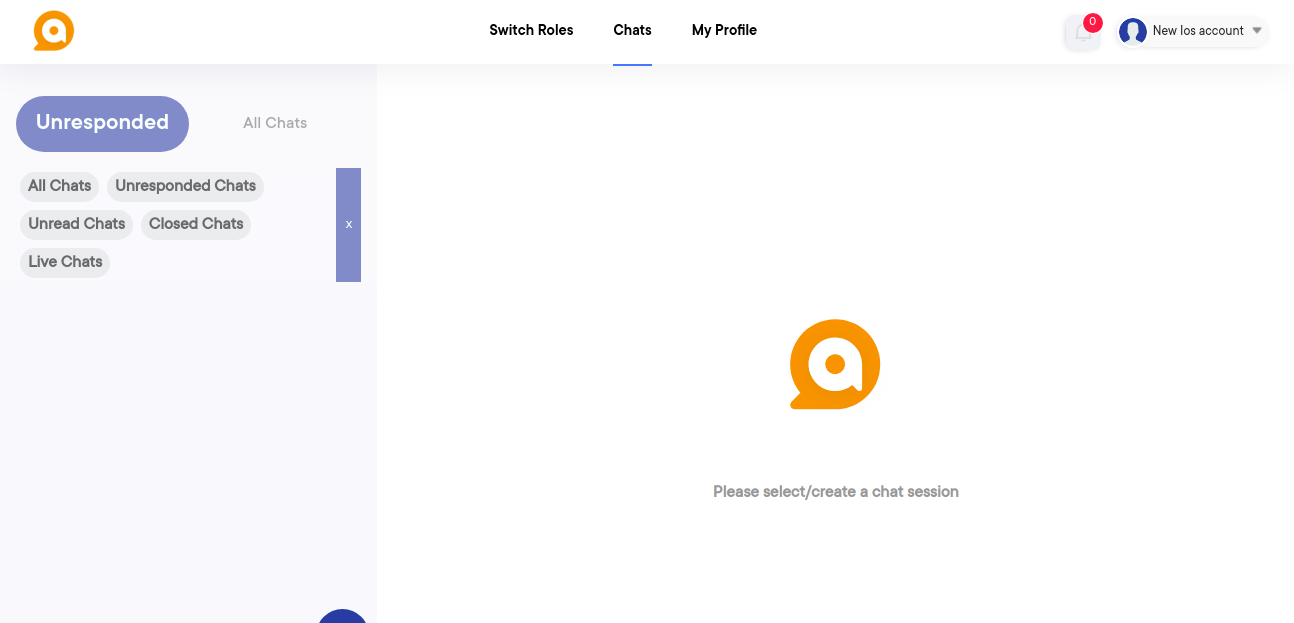 Switch Roles
Chats
My Profile
0
New Ios account
Unresponded
All Chats
All Chats
Unresponded Chats
Unread Chats
Closed Chats
Live Chats
x
Please select/create a chat session